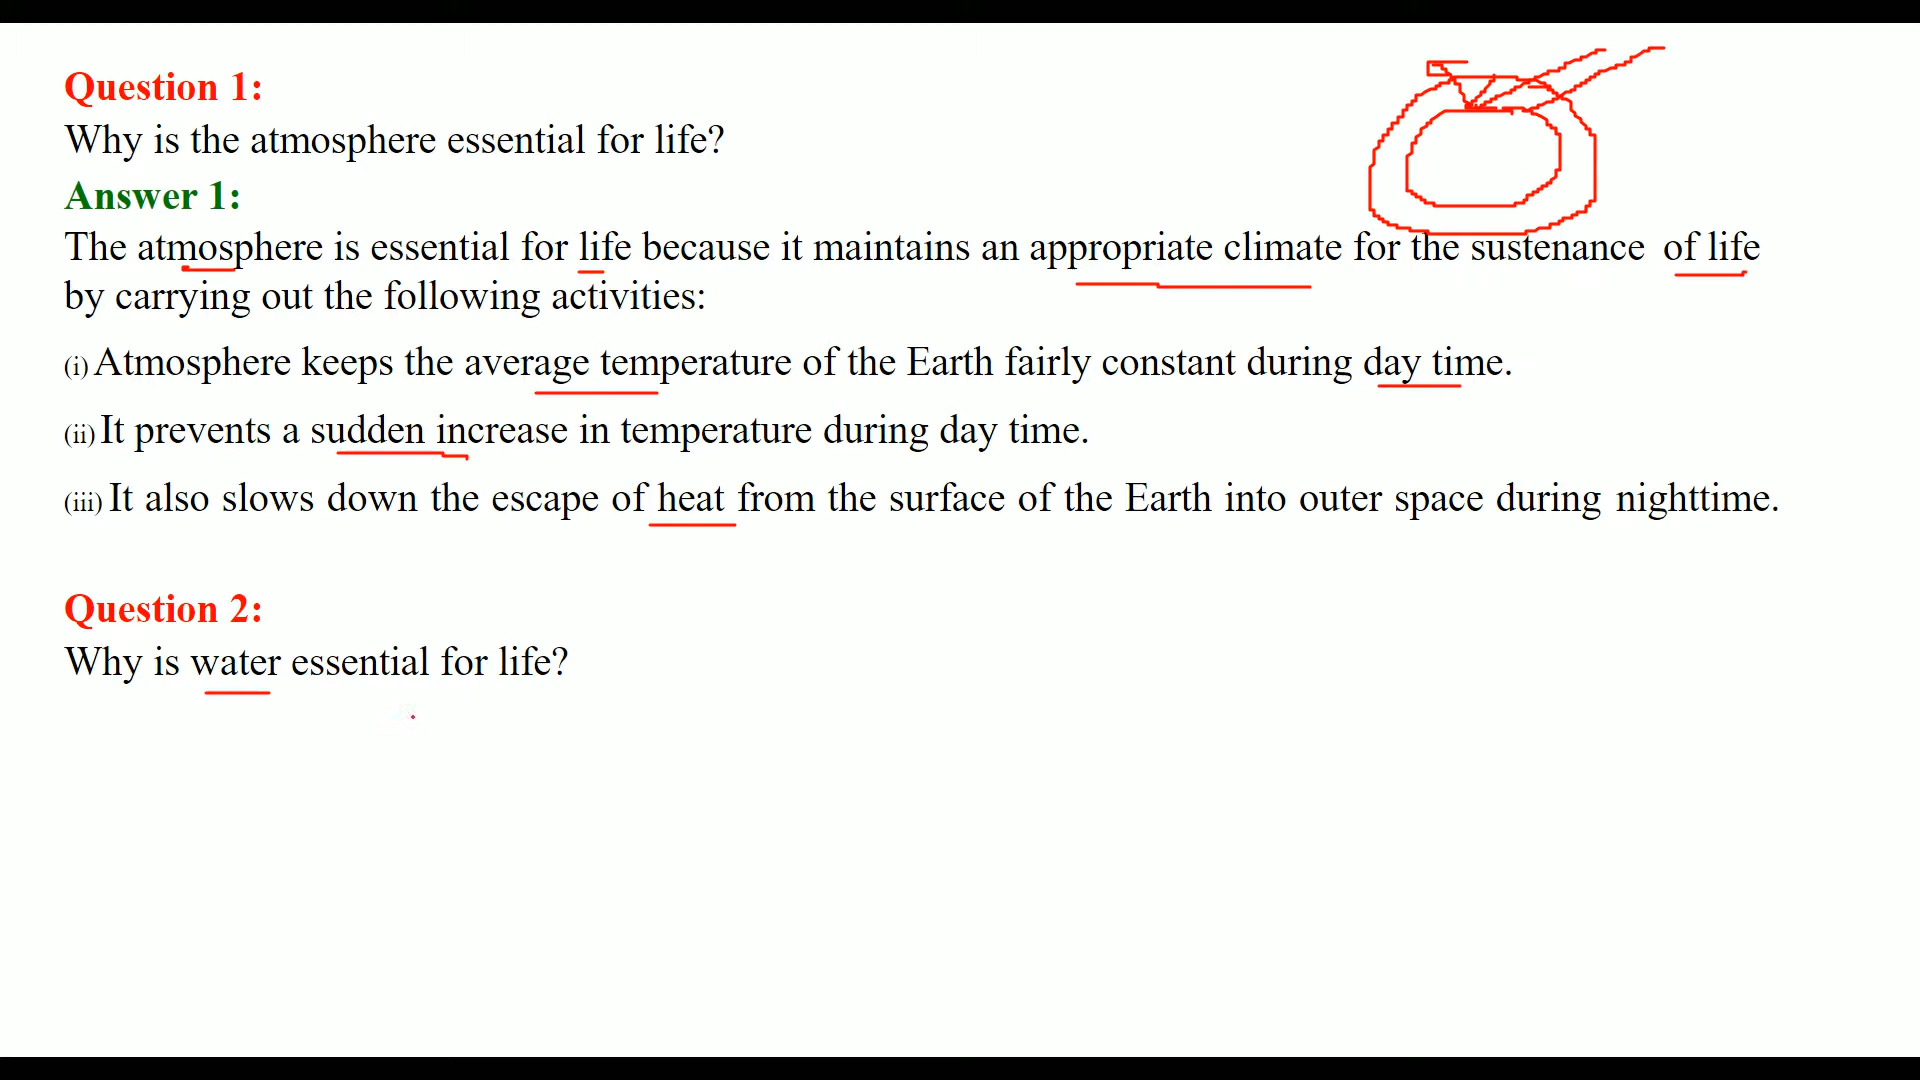 Question 1:
Why is the atmosphere essential for life?
Answer 1:
The atmosphere is essential for life because it maintains an appropriate climate for the sustenance of life
by carrying out the following activities:
(i) Atmosphere keeps the average temperature of the Earth fairly constant during day time.
(ii) It prevents a sudden increase in temperature during day time.
(iii) It also slows down the escape of heat from the surface of the Earth into outer space during nighttime.
Question 2:
Why is water essential for life?